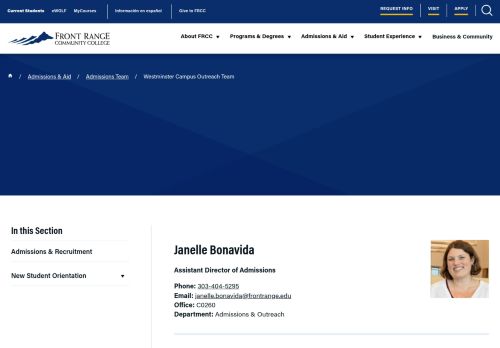 Current Students eWOLF MyCourses Información en español Give to FRCC REQUEST INFO VISIT APPLY
FRONT RANGE
COMMUNITY COLLEGE
About FRCC Programs & Degrees Admissions & Aid Student Experience Business & Community
/ Admissions & Aid / Admissions Team / Westminster Campus Outreach Team
In this Section
Admissions & Recruitment
New Student Orientation
Janelle Bonavida
Assistant Director of Admissions
Phone: 303-404-5295
Email: janelle.bonavida@frontrange.edu
Office: C0260
Department: Admissions & Outreach